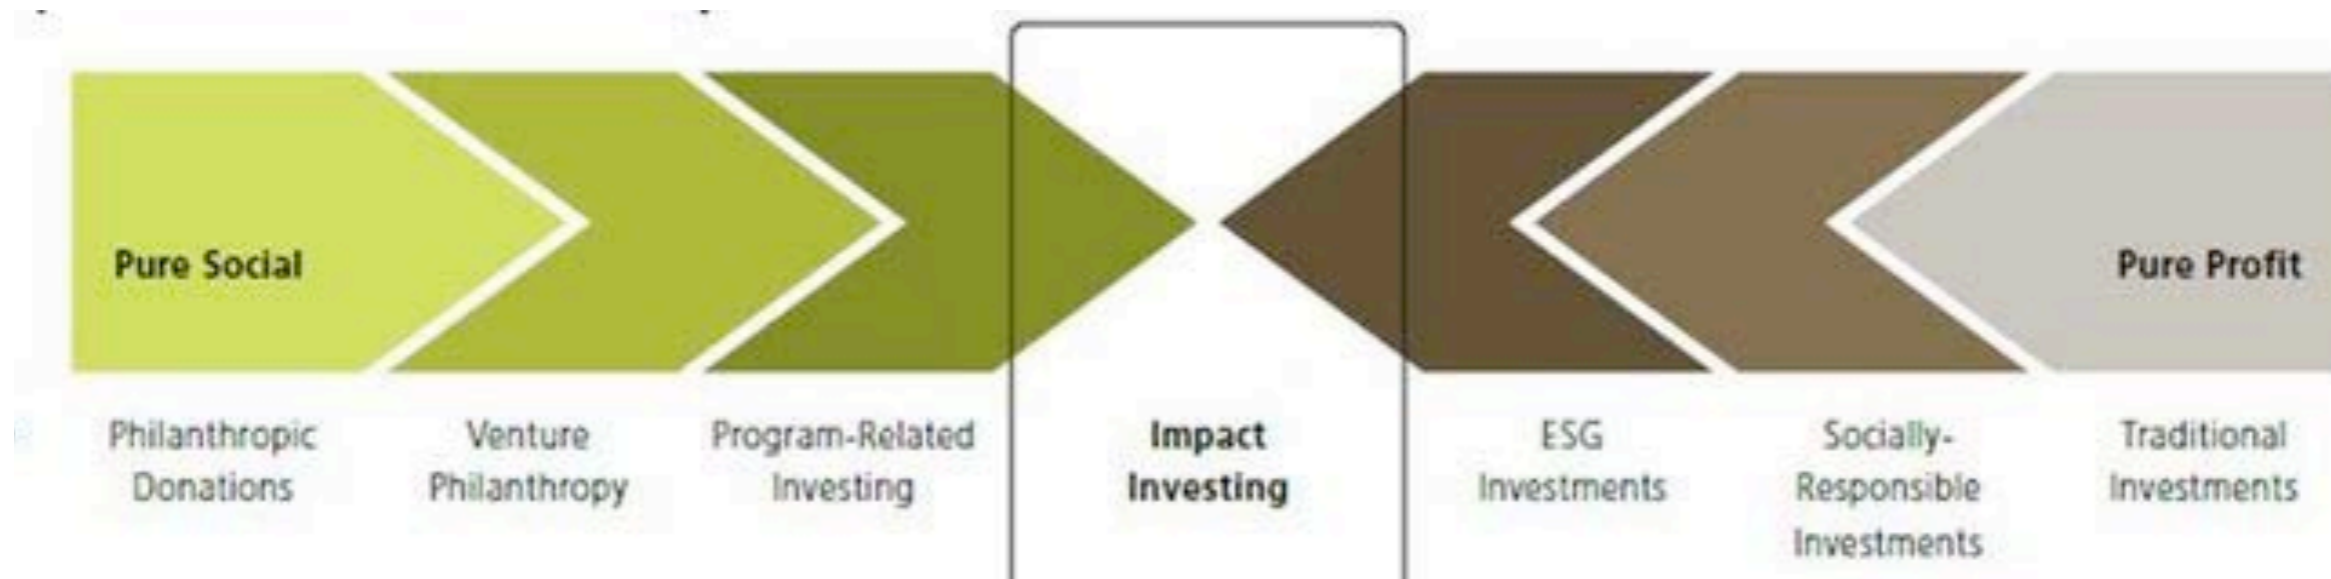 Pure Social
Pure Profit
Philanthropic
Donations
Venture
Philanthropy
Program-Related
Investing
Impact
Investing
ESG
Investments
Socially-
Responsible
Investments
Traditional
Investments